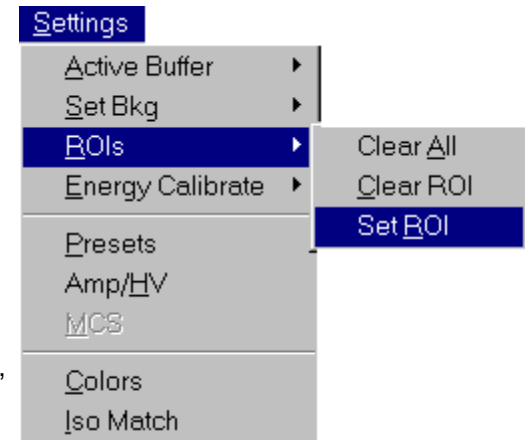 Settings
Active Buffer
Set Bkg
ROIs
Clear All
Energy Calibrate
Clear ROI
Set ROI
Presets
Amp/HV
MCS
,
Colors
Iso Match